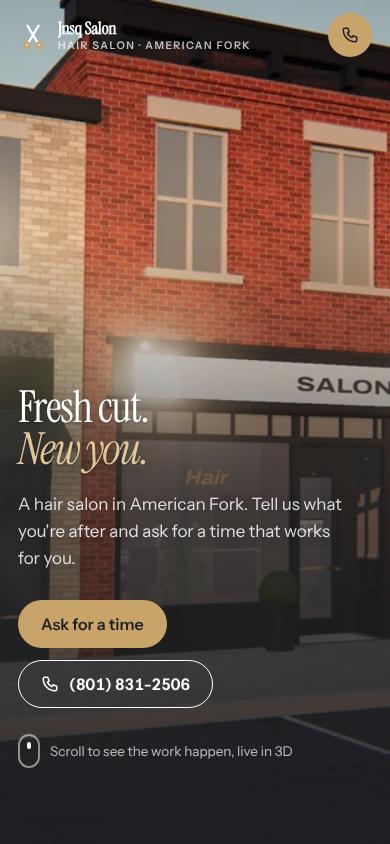 Jnsq Salon
HAIR SALON · AMERICAN FORK
SALON
Fresh cut.
New you.
Hair
A hair salon in American Fork. Tell us what
you're after and ask for a time that works
for you.
Ask for a time
(801) 831-2506
Scroll to see the work happen, live in 3D